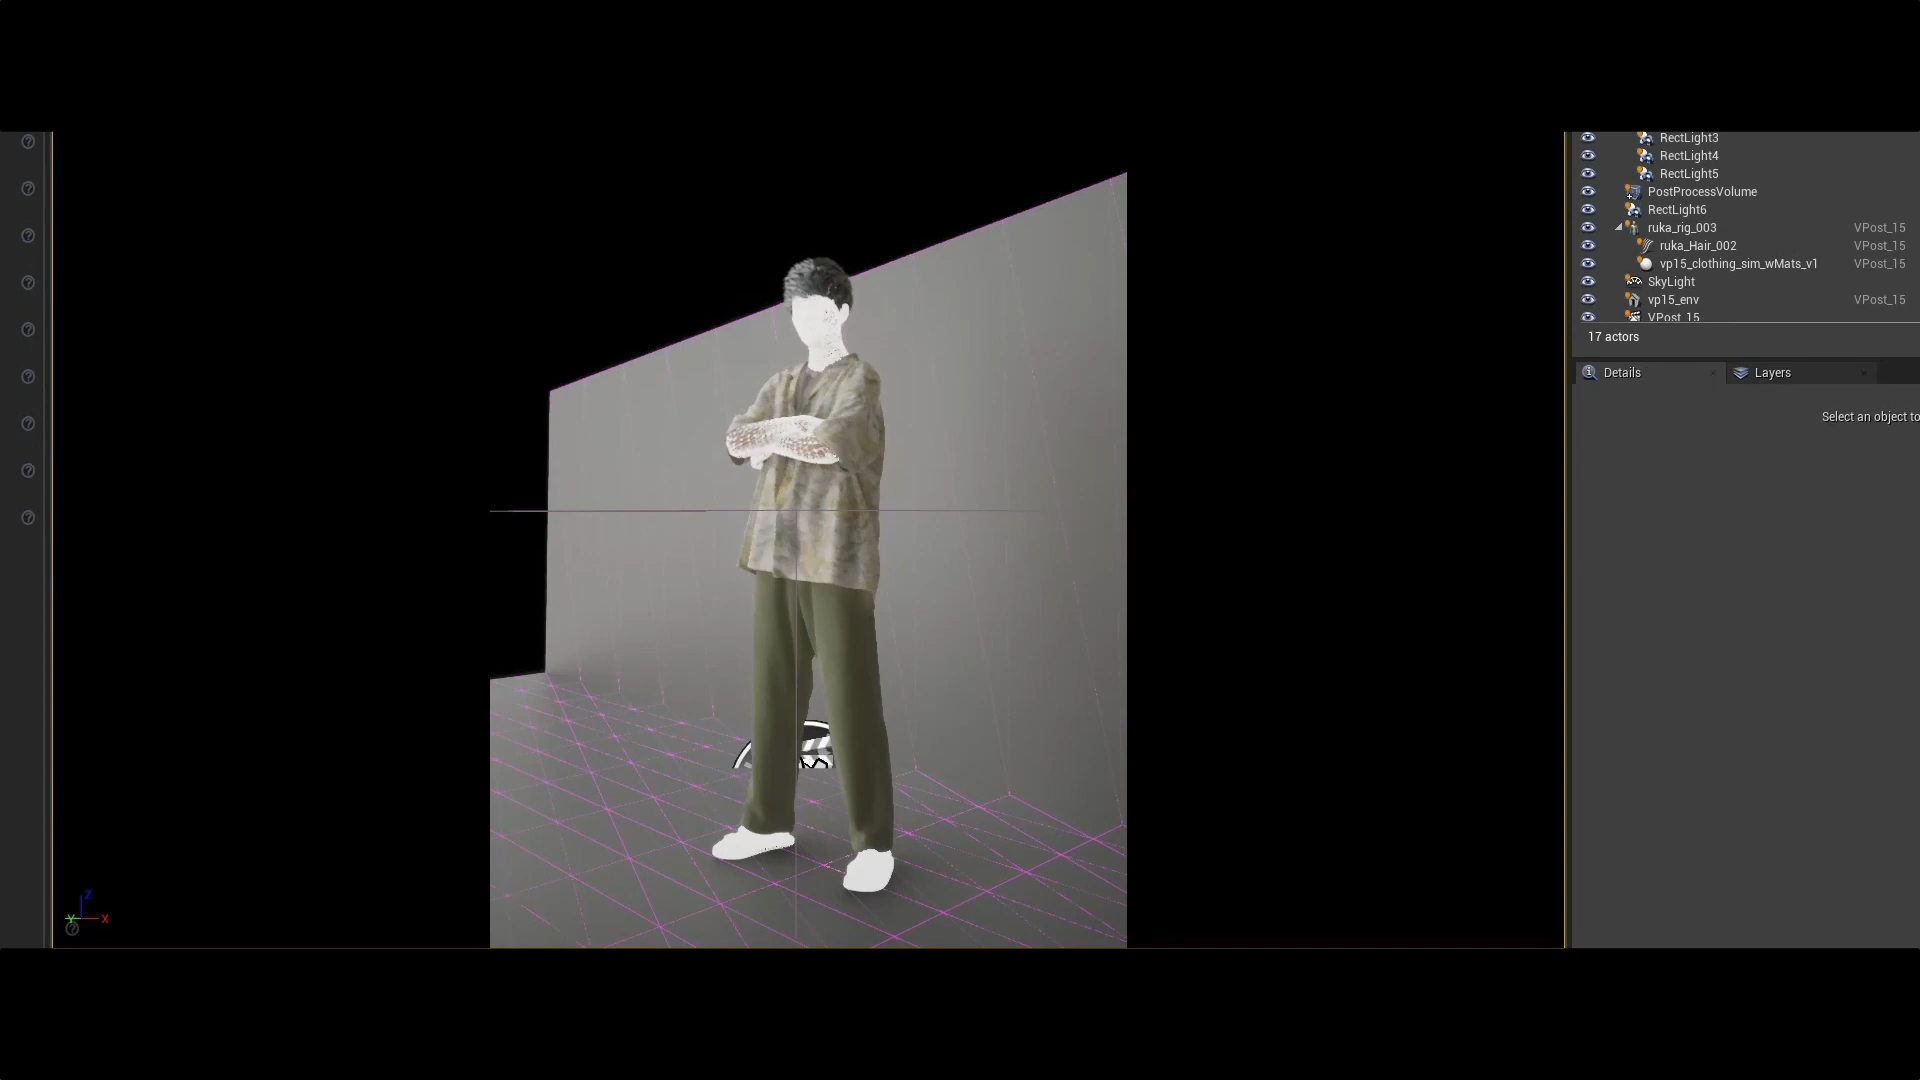 RectLight3
RectLight4
RectLight5
PostProcessVolume
RectLight6
ruka_rig_003 VPost_15
ruka_Hair_002 VPost_15
vp15_clothing_sim_wMats_v1 VPost_15
SkyLight
vp15_env VPost_15
VPost_15
17 actors
Details Layers
Select an object to
Z
Y X